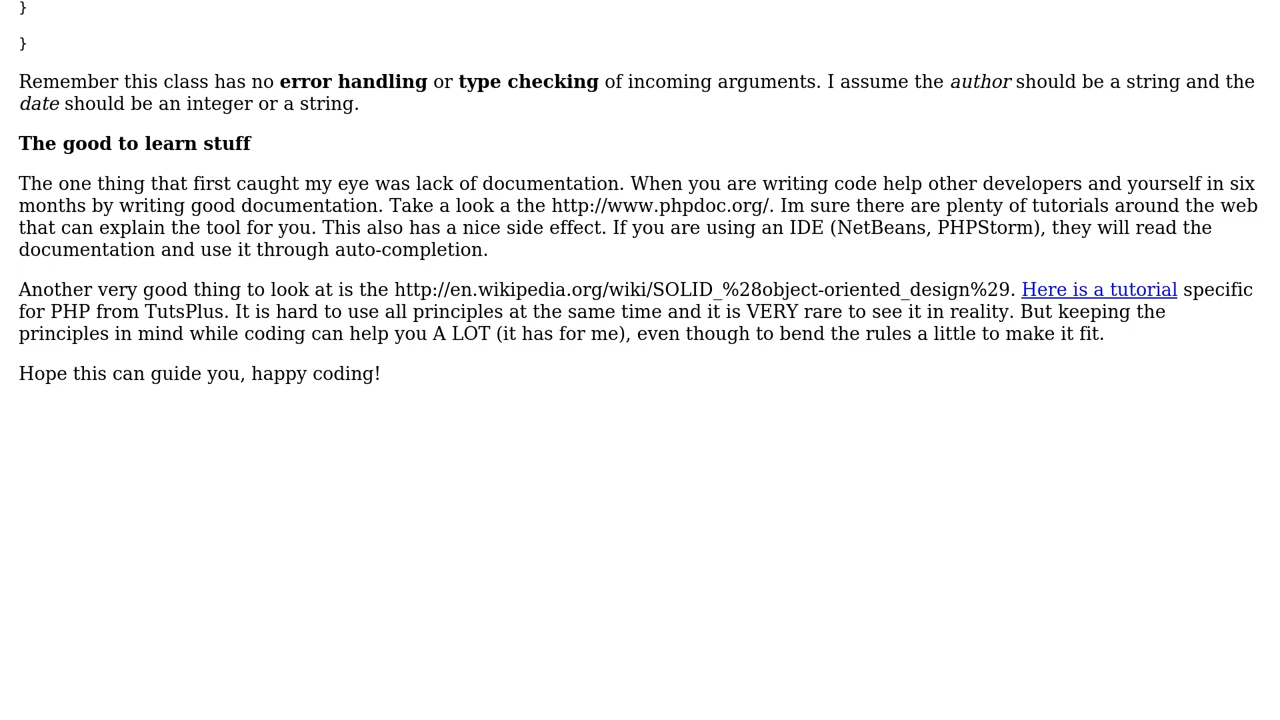 }
}
Remember this class has no error handling or type checking of incoming arguments. I assume the author should be a string and the
date should be an integer or a string.
The good to learn stuff
The one thing that first caught my eye was lack of documentation. When you are writing code help other developers and yourself in six
months by writing good documentation. Take a look a the http://www.phpdoc.org/. Im sure there are plenty of tutorials around the web
that can explain the tool for you. This also has a nice side effect. If you are using an IDE (NetBeans, PHPStorm), they will read the
documentation and use it through auto-completion.
Another very good thing to look at is the http://en.wikipedia.org/wiki/SOLID_%28object-oriented_design%29. Here is a tutorial specific
for PHP from TutsPlus. It is hard to use all principles at the same time and it is VERY rare to see it in reality. But keeping the
principles in mind while coding can help you A LOT (it has for me), even though to bend the rules a little to make it fit.
Hope this can guide you, happy coding!